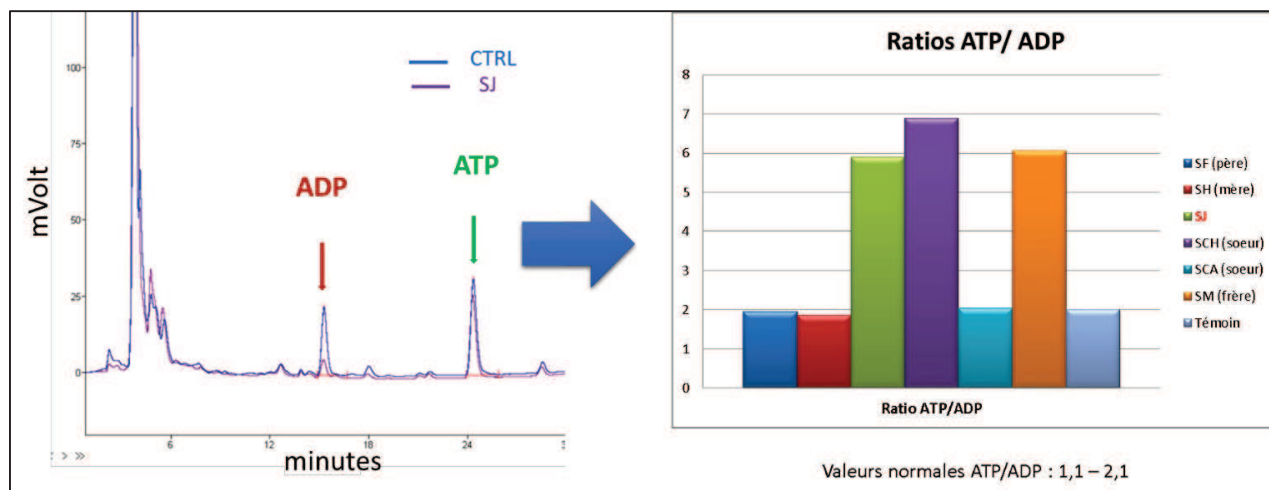 CTRL
SJ
ADP
ATP
mVolt
100
75
50
25
0
6
12
18
24
3
minutes
> >>
Ratios ATP/ ADP
8
7
6
5
4
3
2
1
0
Ratio ATP/ADP
SF (père)
SH (mère)
SJ
SCH (soeur)
SCA (soeur)
SM (frère)
Témoin
Valeurs normales ATP/ADP : 1,1 – 2,1